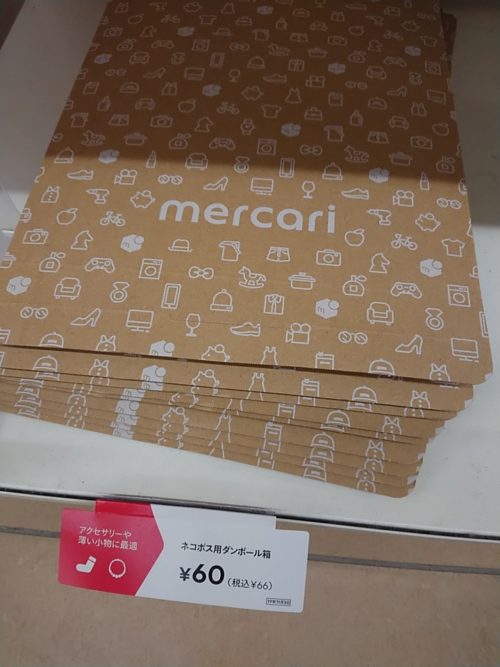 mercari
アクセサリーや
薄い小物に最適
ネコポス用ダンボール箱
¥60(税込¥66)